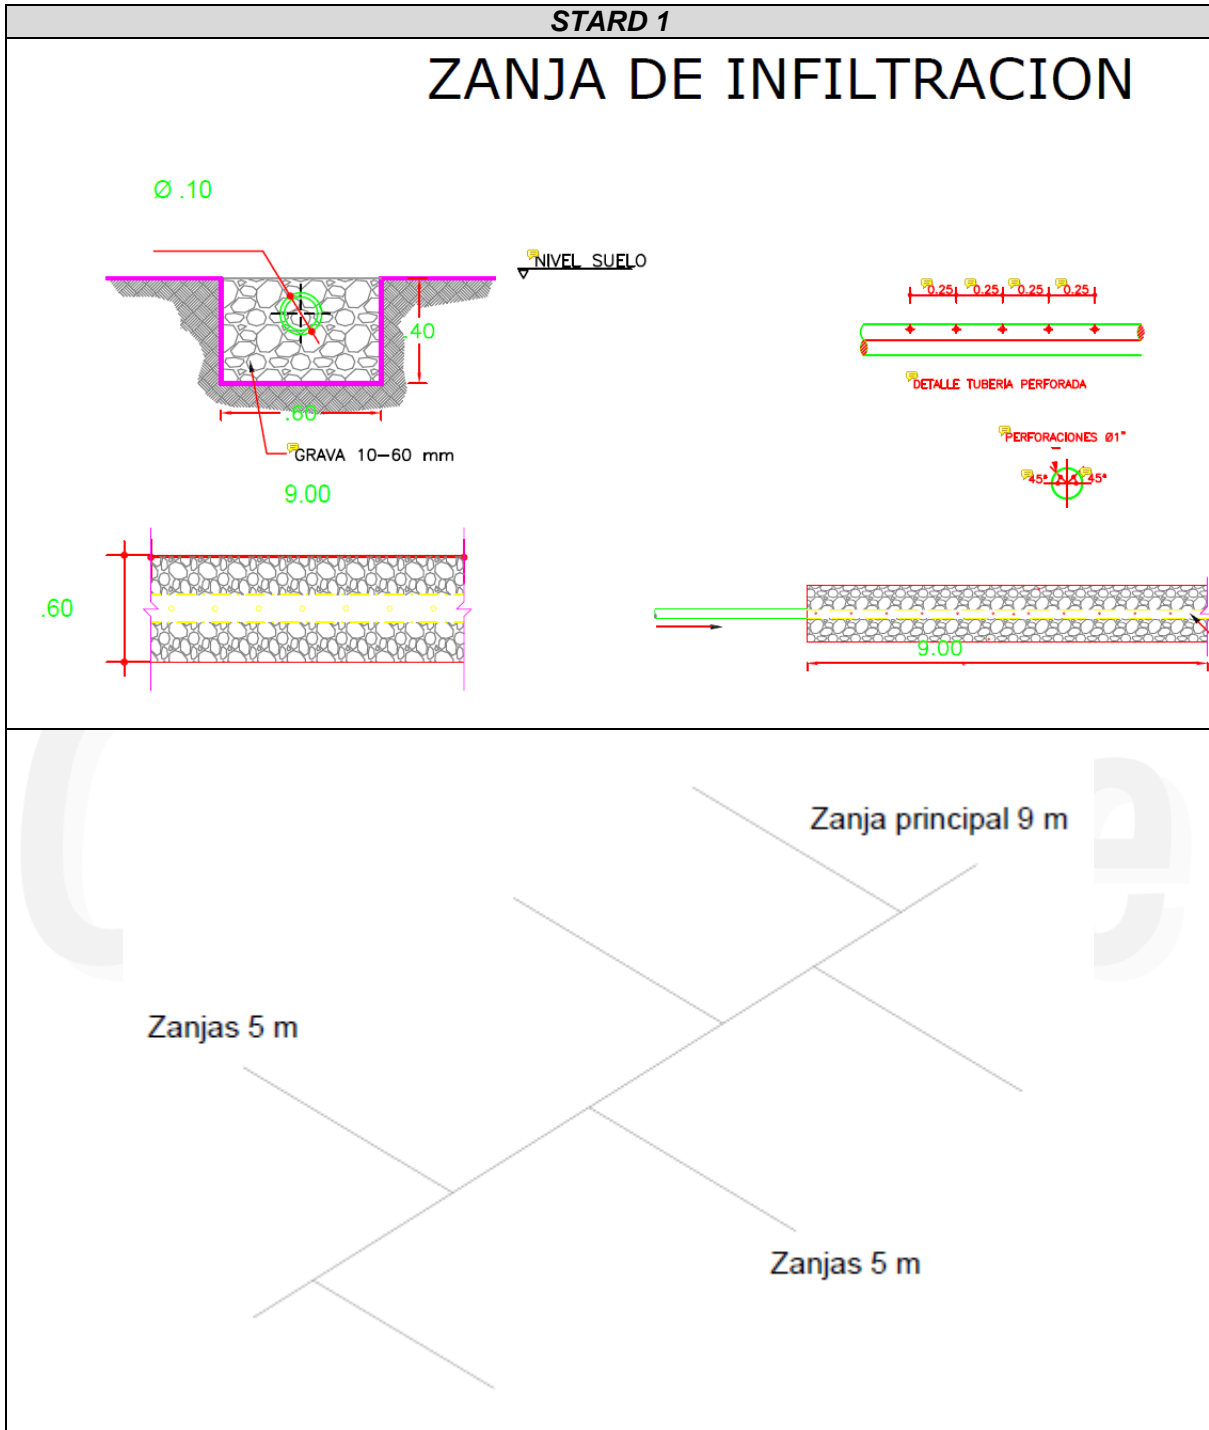 STARD 1
ZANJA DE INFILTRACION
Ø .10
NIVEL SUELO
.40
.60
GRAVA 10-60 mm
0.25 0.25 0.25 0.25
DETALLE TUBERIA PERFORADA
PERFORACIONES Ø1"
45° 45°
9.00
.60
9.00
Zanja principal 9 m
Zanjas 5 m
Zanjas 5 m